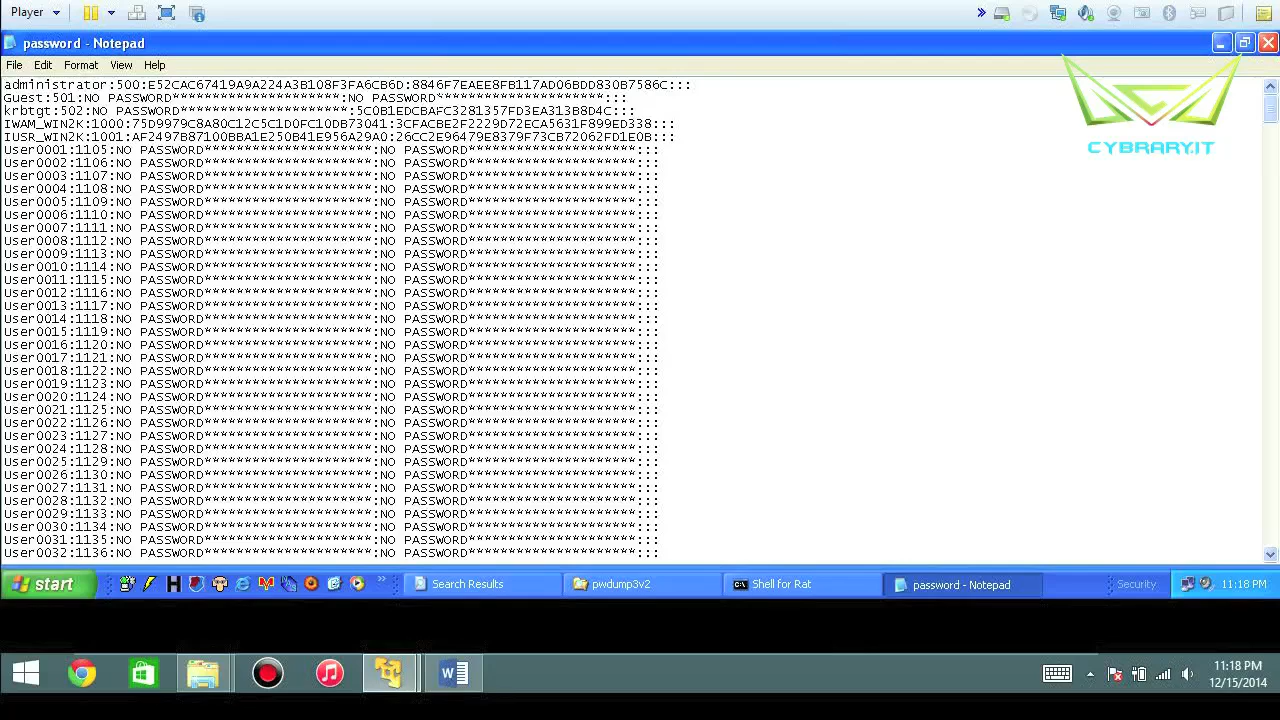 Player
password - Notepad
File Edit Format View Help
administrator:500:E52CAC67419A9A224A3B108F3FA6CB6D:8846F7EAEE8FB117AD06BDD830B7586C:::
Guest:501:NO PASSWORD*********************:NO PASSWORD*********************:::
krbtgt:502:NO PASSWORD*********************:5C0B1EDCBAFC3281357FD3EA313B8D4C:::
IWAM_WIN2K:1000:7D9979C8A80C12C5C1D0FC10DB730413:3GFACBBC2F2220B72ECA5631F899ED338:::
IUSR_WIN2K:1001:AF2497B87100BBA1E250B41E956A29A0:26CC2E96479E8379F73CB72062FD1E0B:::
User0001:1105:NO PASSWORD*********************:NO PASSWORD*********************:::
User0002:1106:NO PASSWORD*********************:NO PASSWORD*********************:::
User0003:1107:NO PASSWORD*********************:NO PASSWORD*********************:::
User0004:1108:NO PASSWORD*********************:NO PASSWORD*********************:::
User0005:1109:NO PASSWORD*********************:NO PASSWORD*********************:::
User0006:1110:NO PASSWORD*********************:NO PASSWORD*********************:::
User0007:1111:NO PASSWORD*********************:NO PASSWORD*********************:::
User0008:1112:NO PASSWORD*********************:NO PASSWORD*********************:::
User0009:1113:NO PASSWORD*********************:NO PASSWORD*********************:::
User0010:1114:NO PASSWORD*********************:NO PASSWORD*********************:::
User0011:1115:NO PASSWORD*********************:NO PASSWORD*********************:::
User0012:1116:NO PASSWORD*********************:NO PASSWORD*********************:::
User0013:1117:NO PASSWORD*********************:NO PASSWORD*********************:::
User0014:1118:NO PASSWORD*********************:NO PASSWORD*********************:::
User0015:1119:NO PASSWORD*********************:NO PASSWORD*********************:::
User0016:1120:NO PASSWORD*********************:NO PASSWORD*********************:::
User0017:1121:NO PASSWORD*********************:NO PASSWORD*********************:::
User0018:1122:NO PASSWORD*********************:NO PASSWORD*********************:::
User0019:1123:NO PASSWORD*********************:NO PASSWORD*********************:::
User0020:1124:NO PASSWORD*********************:NO PASSWORD*********************:::
User0021:1125:NO PASSWORD*********************:NO PASSWORD*********************:::
User0022:1126:NO PASSWORD*********************:NO PASSWORD*********************:::
User0023:1127:NO PASSWORD*********************:NO PASSWORD*********************:::
User0024:1128:NO PASSWORD*********************:NO PASSWORD*********************:::
User0025:1129:NO PASSWORD*********************:NO PASSWORD*********************:::
User0026:1130:NO PASSWORD*********************:NO PASSWORD*********************:::
User0027:1131:NO PASSWORD*********************:NO PASSWORD*********************:::
User0028:1132:NO PASSWORD*********************:NO PASSWORD*********************:::
User0029:1133:NO PASSWORD*********************:NO PASSWORD*********************:::
User0030:1134:NO PASSWORD*********************:NO PASSWORD*********************:::
User0031:1135:NO PASSWORD*********************:NO PASSWORD*********************:::
User0032:1136:NO PASSWORD*********************:NO PASSWORD*********************:::
CYBRARY.IT
start Search Results pwdump3v2 Shell for Rat password - Notepad Security 11:18 PM
11:18 PM
12/15/2014